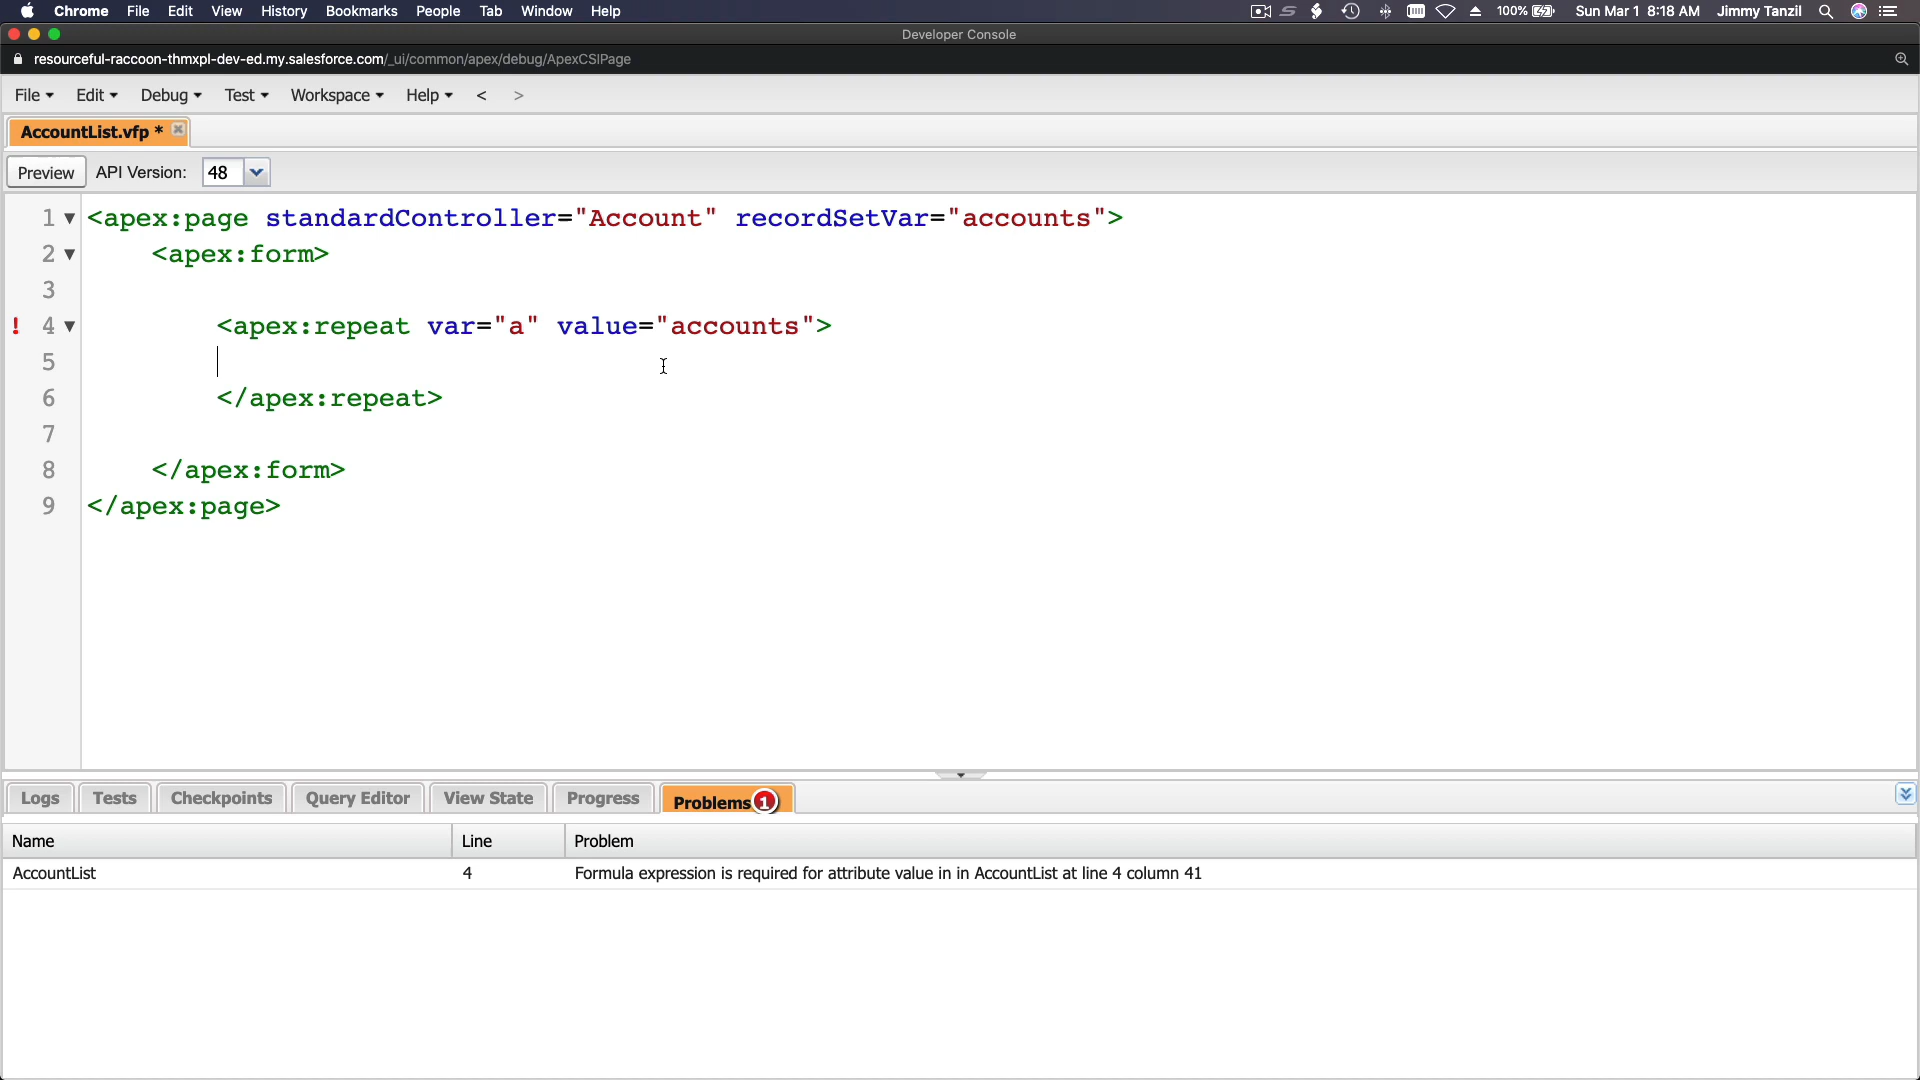 Chrome File Edit View History Bookmarks People Tab Window Help 100% Sun Mar 1 8:18 AM Jimmy Tanzil
Developer Console
resourceful-raccoon-thmxpl-dev-ed.my.salesforce.com/_ui/common/apex/debug/ApexCSIPage
File Edit Debug Test Workspace Help < >
AccountList.vfp *
Preview API Version: 48
1 <apex:page standardController="Account" recordSetVar="accounts">
2 <apex:form>
3
! 4 <apex:repeat var="a" value="accounts">
5
6 </apex:repeat>
7
8 </apex:form>
9 </apex:page>
Logs Tests Checkpoints Query Editor View State Progress Problems 1
Name Line Problem
AccountList 4 Formula expression is required for attribute value in in AccountList at line 4 column 41